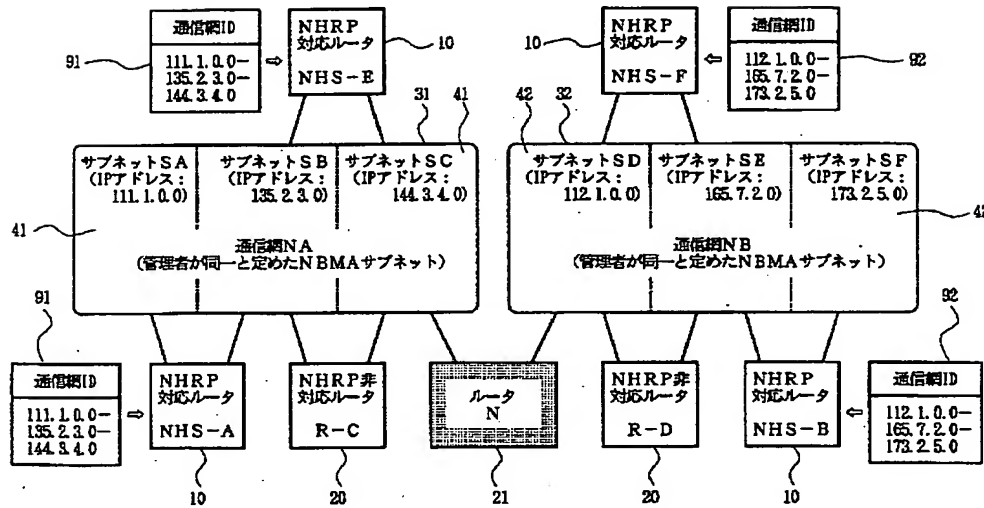 91
通信網ID
111.1.0.0-
135.2.3.0-
144.3.4.0
NHRP
対応ルータ
NHS-E
10
10
NHRP
対応ルータ
NHS-F
通信網ID
112.1.0.0-
165.7.2.0-
173.2.5.0
92
31
41
サブネットSA
(IPアドレス:
111.1.0.0)
サブネットSB
(IPアドレス:
135.2.3.0)
サブネットSC
(IPアドレス:
144.3.4.0)
41
通信網NA
(管理者が同一と定めたNBMAサブネット)
42
32
サブネットSD
(IPアドレス:
112.1.0.0)
サブネットSE
(IPアドレス:
165.7.2.0)
サブネットSF
(IPアドレス:
173.2.5.0)
42
通信網NB
(管理者が同一と定めたNBMAサブネット)
91
通信網ID
111.1.0.0-
135.2.3.0-
144.3.4.0
NHRP
対応ルータ
NHS-A
10
NHRP非
対応ルータ
R-C
20
ルータ
N
21
NHRP非
対応ルータ
R-D
20
NHRP
対応ルータ
NHS-B
10
92
通信網ID
112.1.0.0-
165.7.2.0-
173.2.5.0